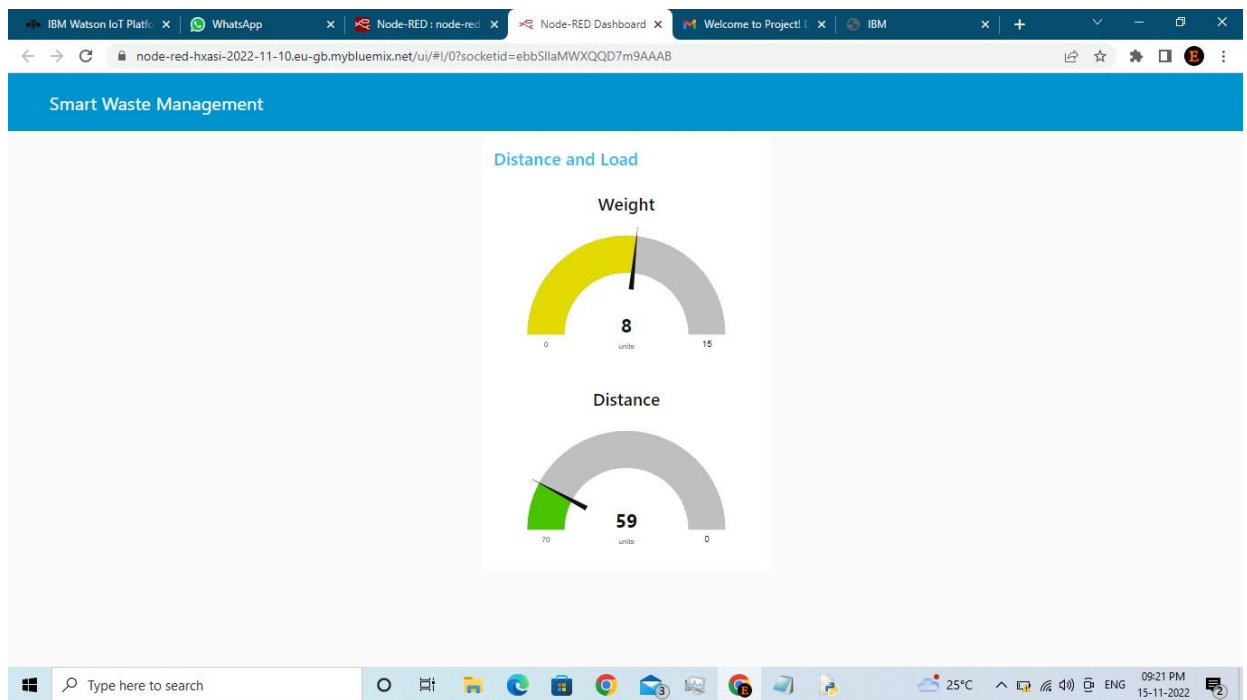 IBM Watson IoT Platfo
WhatsApp
Node-RED : node-red
Node-RED Dashboard
Welcome to Project!
IBM
node-red-hxasi-2022-11-10.eu-gb.mybluemix.net/ui/#!/0?socketid=ebbSIlaMWXQQD7m9AAAB
E
Smart Waste Management
Distance and Load
Weight
8
units
0
15
Distance
59
units
70
0
Type here to search
3
E
25°C
ENG
09:21 PM
15-11-2022
2